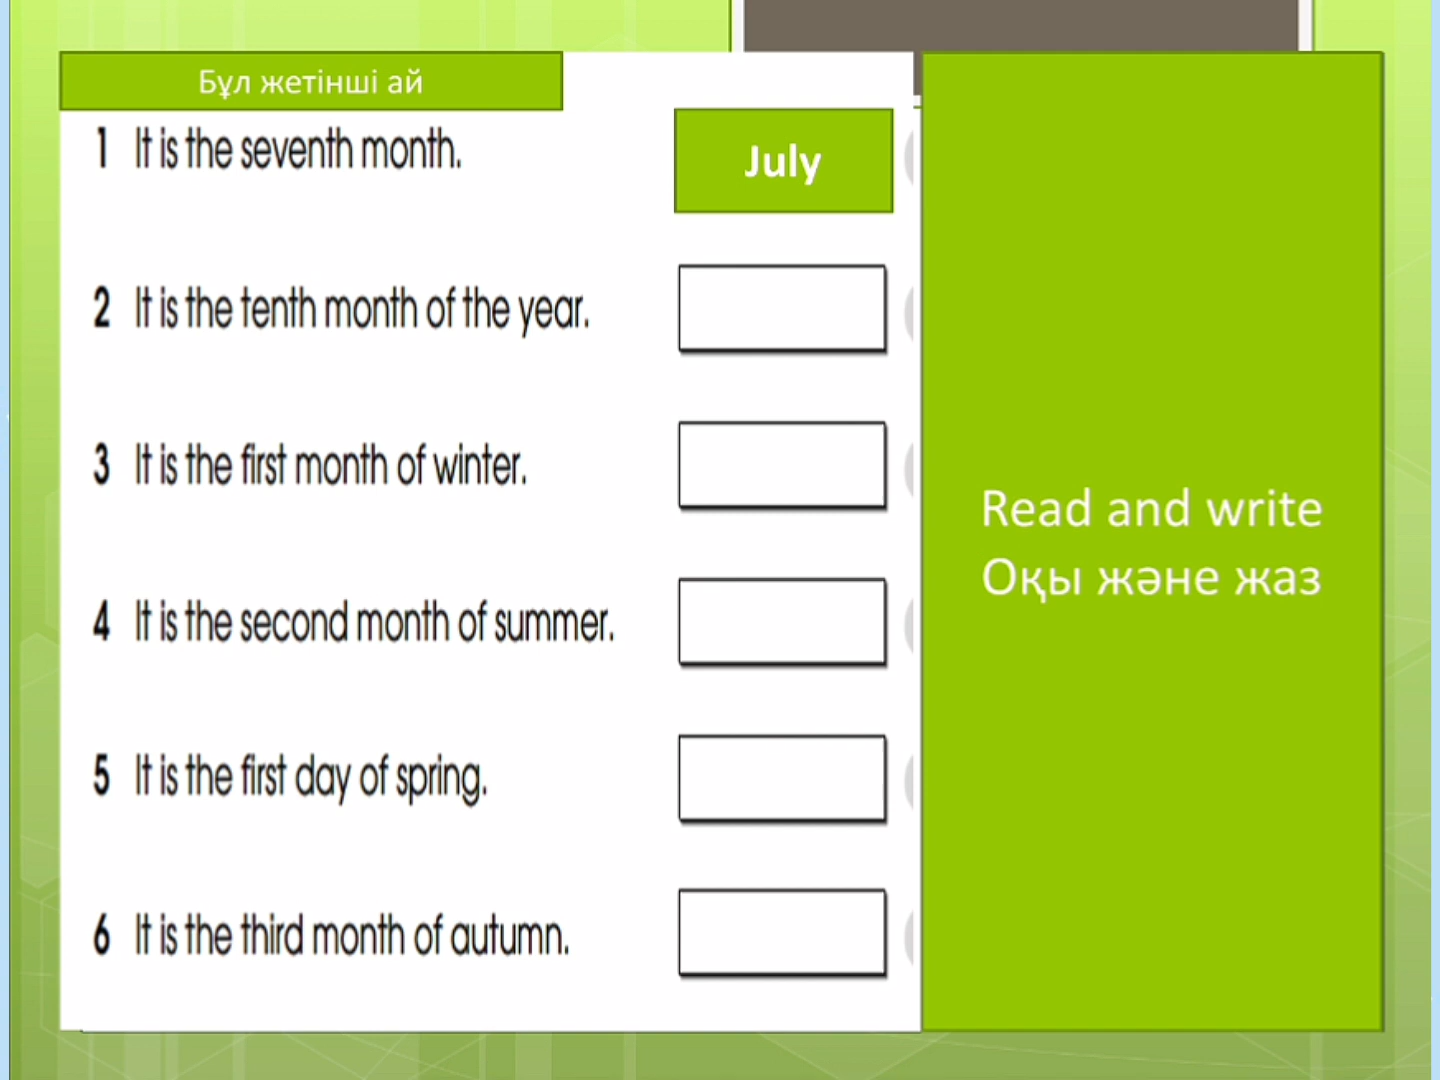 Бұл жетінші ай
1 It is the seventh month.
July
2 It is the tenth month of the year.
3 It is the first month of winter.
4 It is the second month of summer.
5 It is the first day of spring.
6 It is the third month of autumn.
Read and write
Оқы және жаз